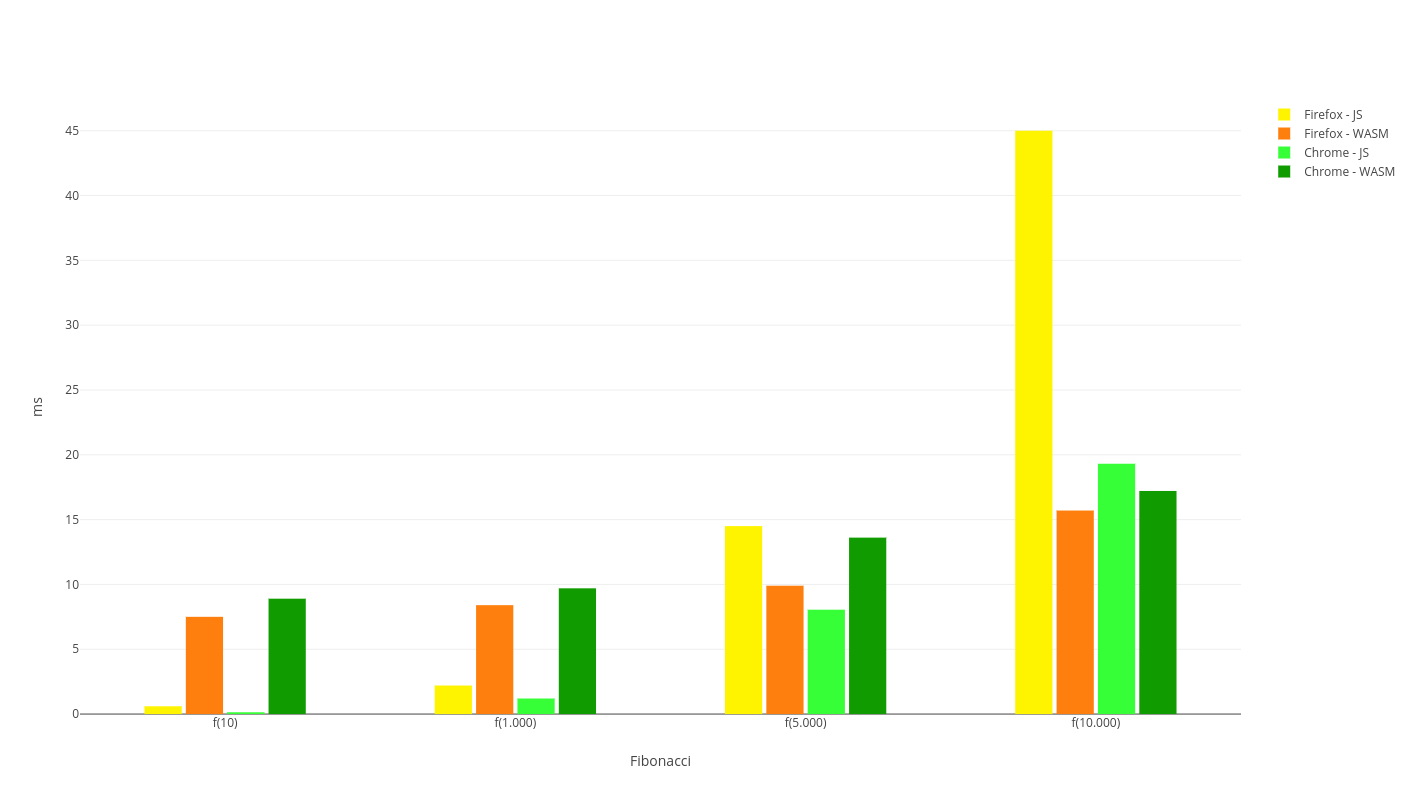 Firefox - JS
Firefox - WASM
Chrome - JS
Chrome - WASM
45
40
35
30
25
20
15
10
5
0
ms
f(10)
f(1.000)
f(5.000)
f(10.000)
Fibonacci